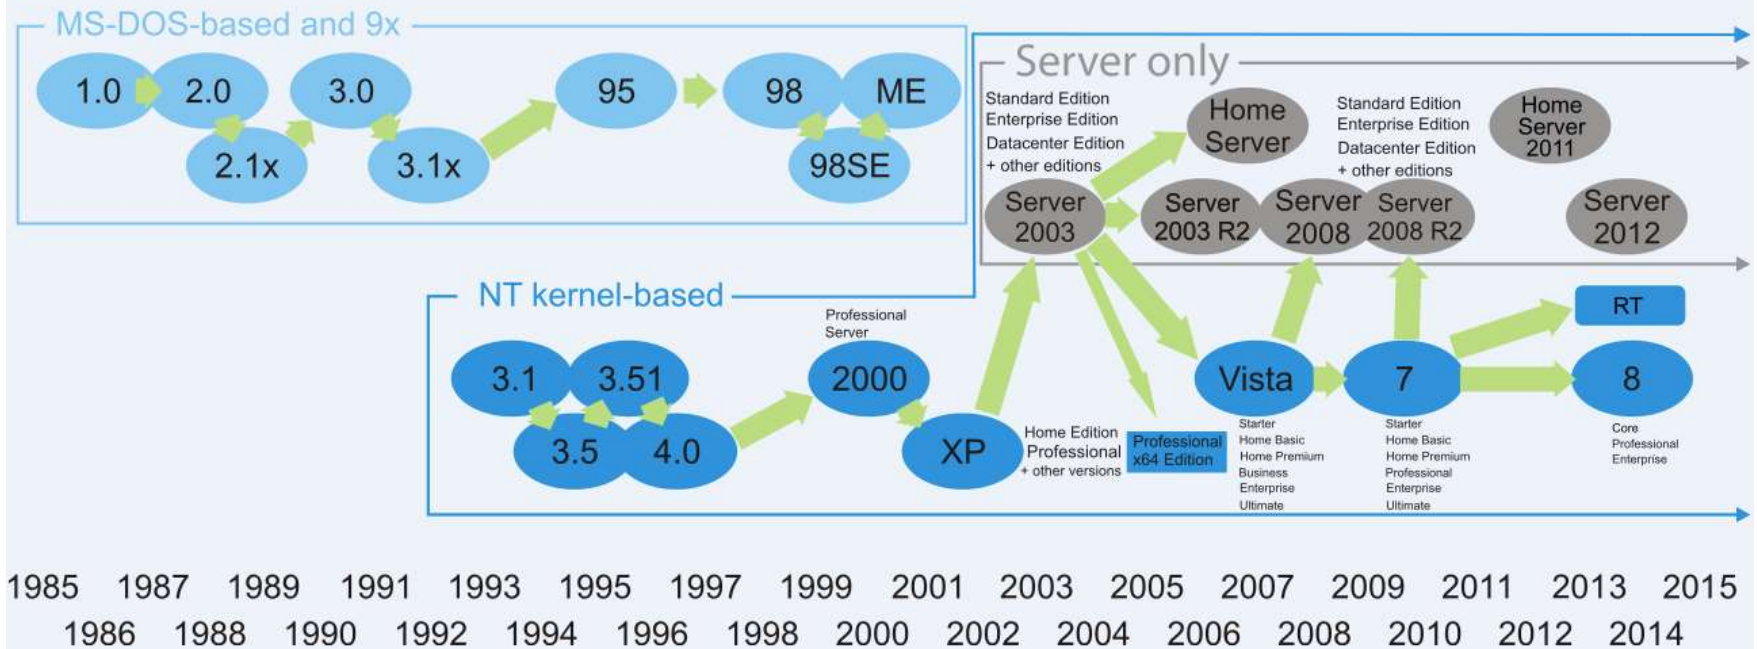 MS-DOS-based and 9x
1.0
2.0
3.0
95
98
ME
2.1x
3.1x
98SE
Server only
Standard Edition
Enterprise Edition
Datacenter Edition
+ other editions
Home
Server
Standard Edition
Enterprise Edition
Datacenter Edition
+ other editions
Home
Server
2011
Server
2003
Server
2003 R2
Server
2008
Server
2008 R2
Server
2012
NT kernel-based
Professional
Server
RT
3.1
3.51
2000
Vista
7
8
3.5
4.0
XP
Home Edition
Professional
+ other versions
Professional
x64 Edition
Starter
Home Basic
Home Premium
Business
Enterprise
Ultimate
Starter
Home Basic
Home Premium
Professional
Enterprise
Ultimate
Core
Professional
Enterprise
1985 1987 1989 1991 1993 1995 1997 1999 2001 2003 2005 2007 2009 2011 2013 2015
1986 1988 1990 1992 1994 1996 1998 2000 2002 2004 2006 2008 2010 2012 2014